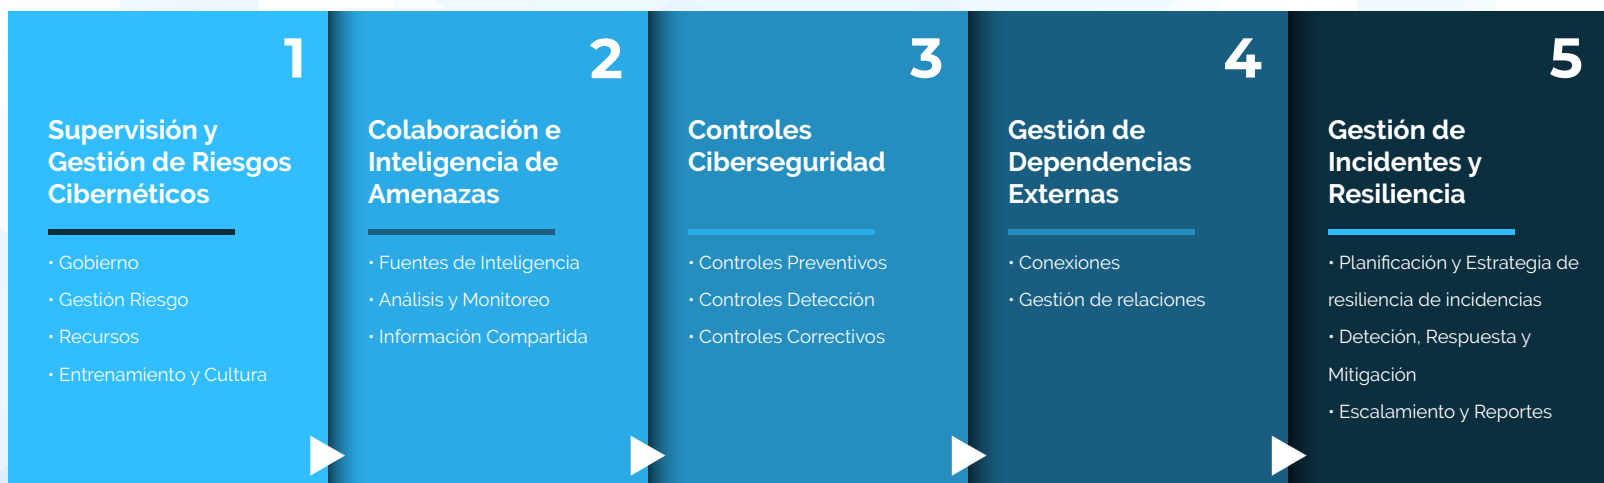 1
Supervisión y
Gestión de Riesgos
Cibernéticos
• Gobierno
• Gestión Riesgo
• Recursos
• Entrenamiento y Cultura
2
Colaboración e
Inteligencia de
Amenazas
• Fuentes de Inteligencia
• Análisis y Monitoreo
• Información Compartida
3
Controles
Ciberseguridad
• Controles Preventivos
• Controles Detección
• Controles Correctivos
4
Gestión de
Dependencias
Externas
• Conexiones
• Gestión de relaciones
5
Gestión de
Incidentes y
Resiliencia
• Planificación y Estrategia de
resiliencia de incidencias
• Deteción, Respuesta y
Mitigación
• Escalamiento y Reportes